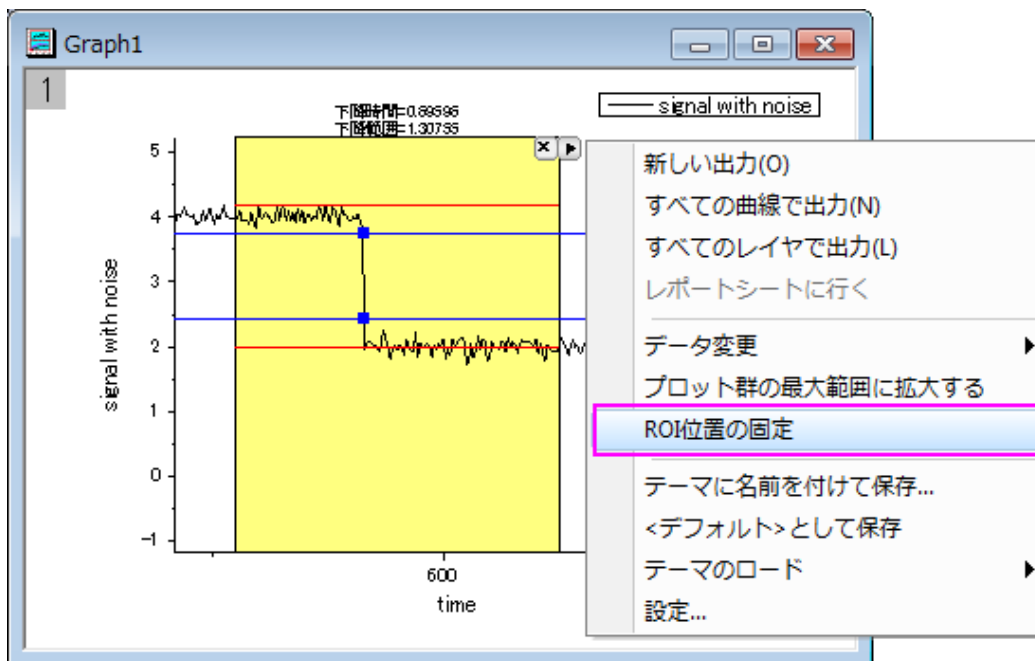 Graph1
1
下降時間=0.69595
下降範囲=1.30755
signal with noise
5
4
3
2
1
0
-1
signal with noise
600
time
新しい出力(O)
すべての曲線で出力(N)
すべてのレイヤで出力(L)
レポートシートに行く
データ変更
プロット群の最大範囲に拡大する
ROI位置の固定
テーマに名前を付けて保存...
<デフォルト>として保存
テーマのロード
設定...